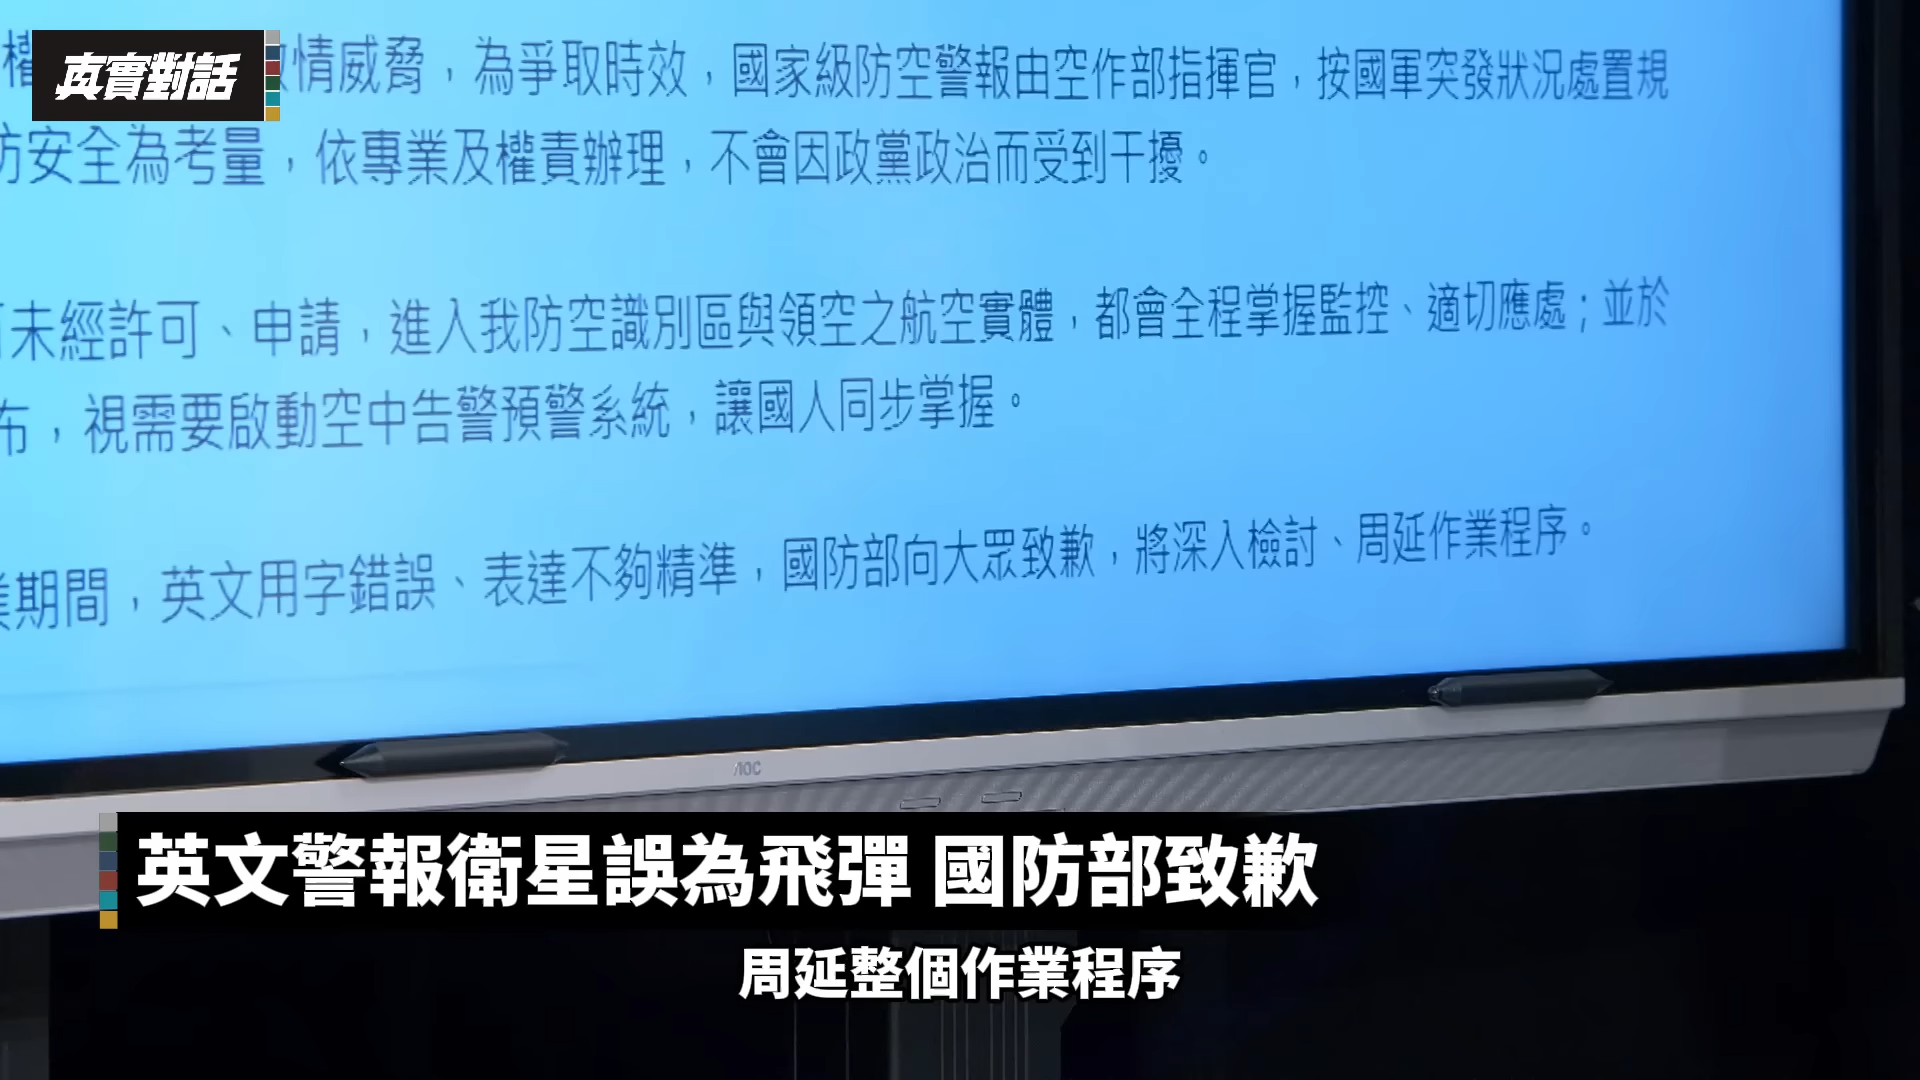 真實對話
情威脅，為爭取時效，國家級防空警報由空作部指揮官，按國軍突發狀況處置規
防安全為考量，依專業及權責辦理，不會因政黨政治而受到干擾。
未經許可、申請，進入我防空識別區與領空之航空實體，都會全程掌握監控、適切應處；並於
布，視需要啟動空中告警預警系統，讓國人同步掌握。
業期間，英文用字錯誤、表達不夠精準，國防部向大眾致歉，將深入檢討、周延作業程序。
AOC
英文警報衛星誤為飛彈 國防部致歉
周延整個作業程序